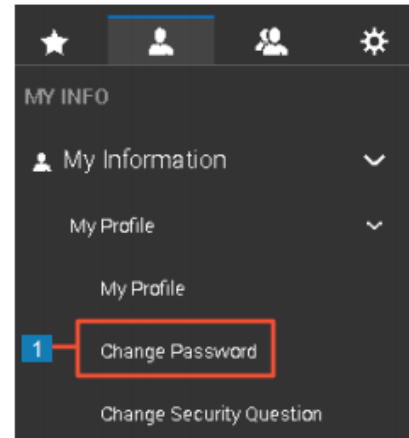 MY INFO
My Information
My Profile
My Profile
1
Change Password
Change Security Question